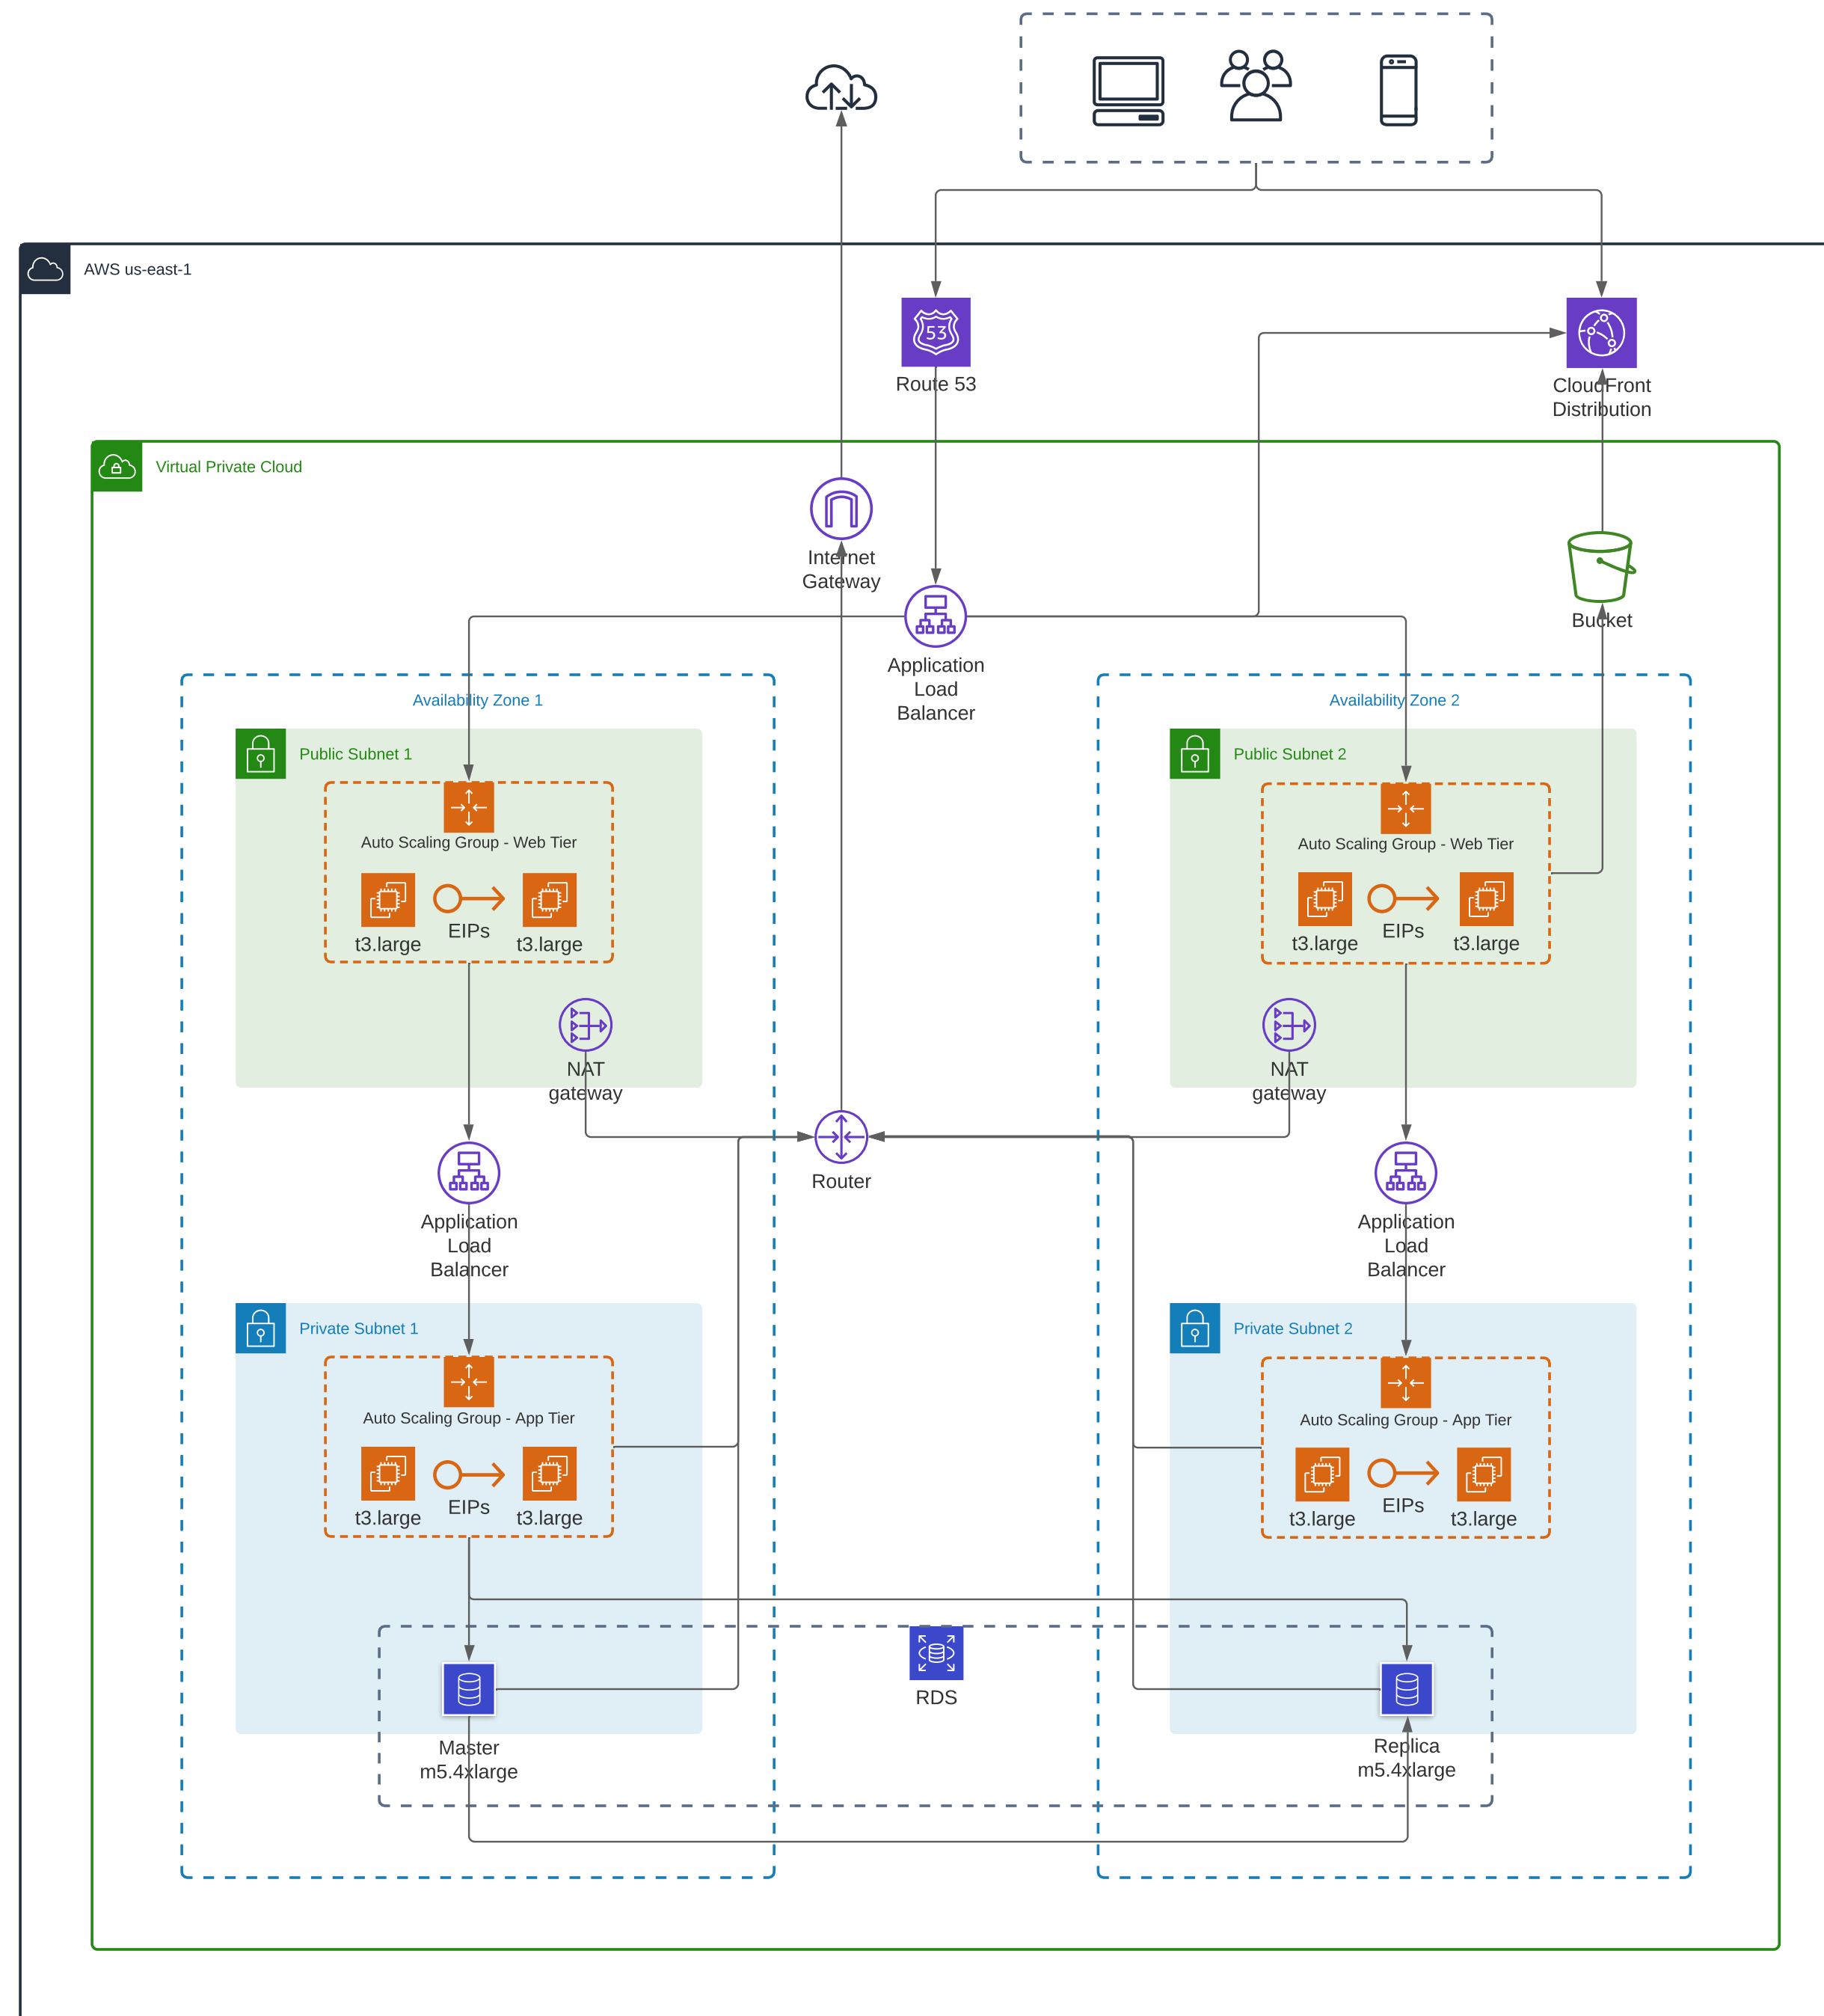 AWS us-east-1
53
Route 53
CloudFront
Distribution
Virtual Private Cloud
Internet
Gateway
Bucket
Application
Load
Balancer
Availability Zone 1
Availability Zone 2
Public Subnet 1
Public Subnet 2
Auto Scaling Group - Web Tier
t3.large
EIPs
t3.large
Auto Scaling Group - Web Tier
t3.large
EIPs
t3.large
NAT
gateway
NAT
gateway
Router
Application
Load
Balancer
Application
Load
Balancer
Private Subnet 1
Private Subnet 2
Auto Scaling Group - App Tier
t3.large
EIPs
t3.large
Auto Scaling Group - App Tier
t3.large
EIPs
t3.large
RDS
Master
m5.4xlarge
Replica
m5.4xlarge